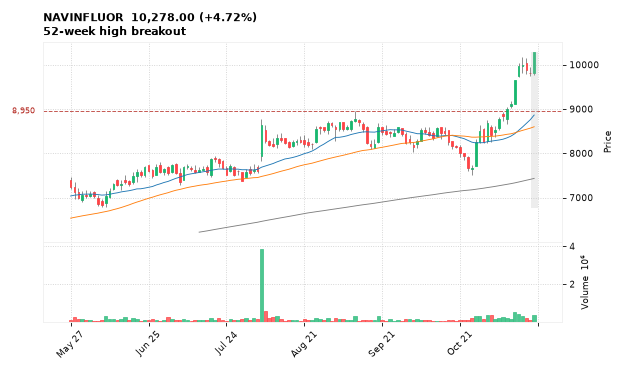 NAVINFLUOR 10,278.00 (+4.72%)
52-week high breakout
10000
9000
8,950
8000
7000
Price
4
2
Volume 10⁶
May 27
Jun 25
Jul 24
Aug 21
Sep 21
Oct 21